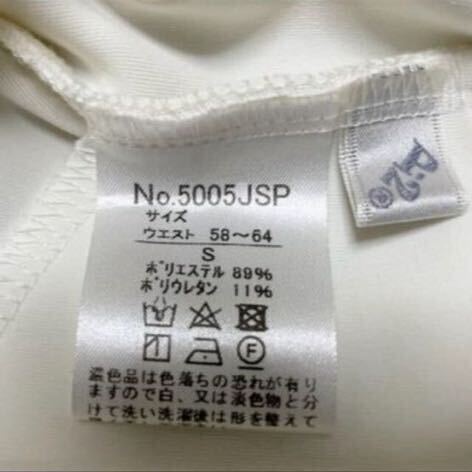 No.5005JSP
サイズ
ウエスト 58〜64
S
ポリエステル 89%
ポリウレタン 11%
濃色品は色落ちの恐れが有り
ますので白、又は淡色物と分
けて洗い洗濯後は形を整えて